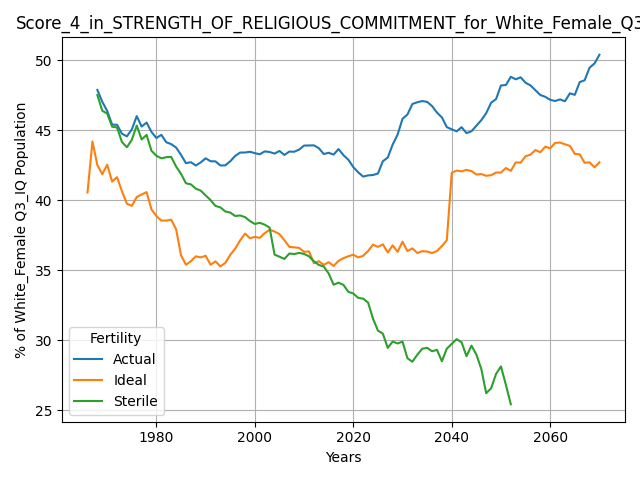 Score_4_in_STRENGTH_OF_RELIGIOUS_COMMITMENT_for_White_Female_Q3
% of White_Female Q3_IQ Population
50
45
40
35
30
25
Fertility
Actual
Ideal
Sterile
1980
2000
2020
2040
2060
Years